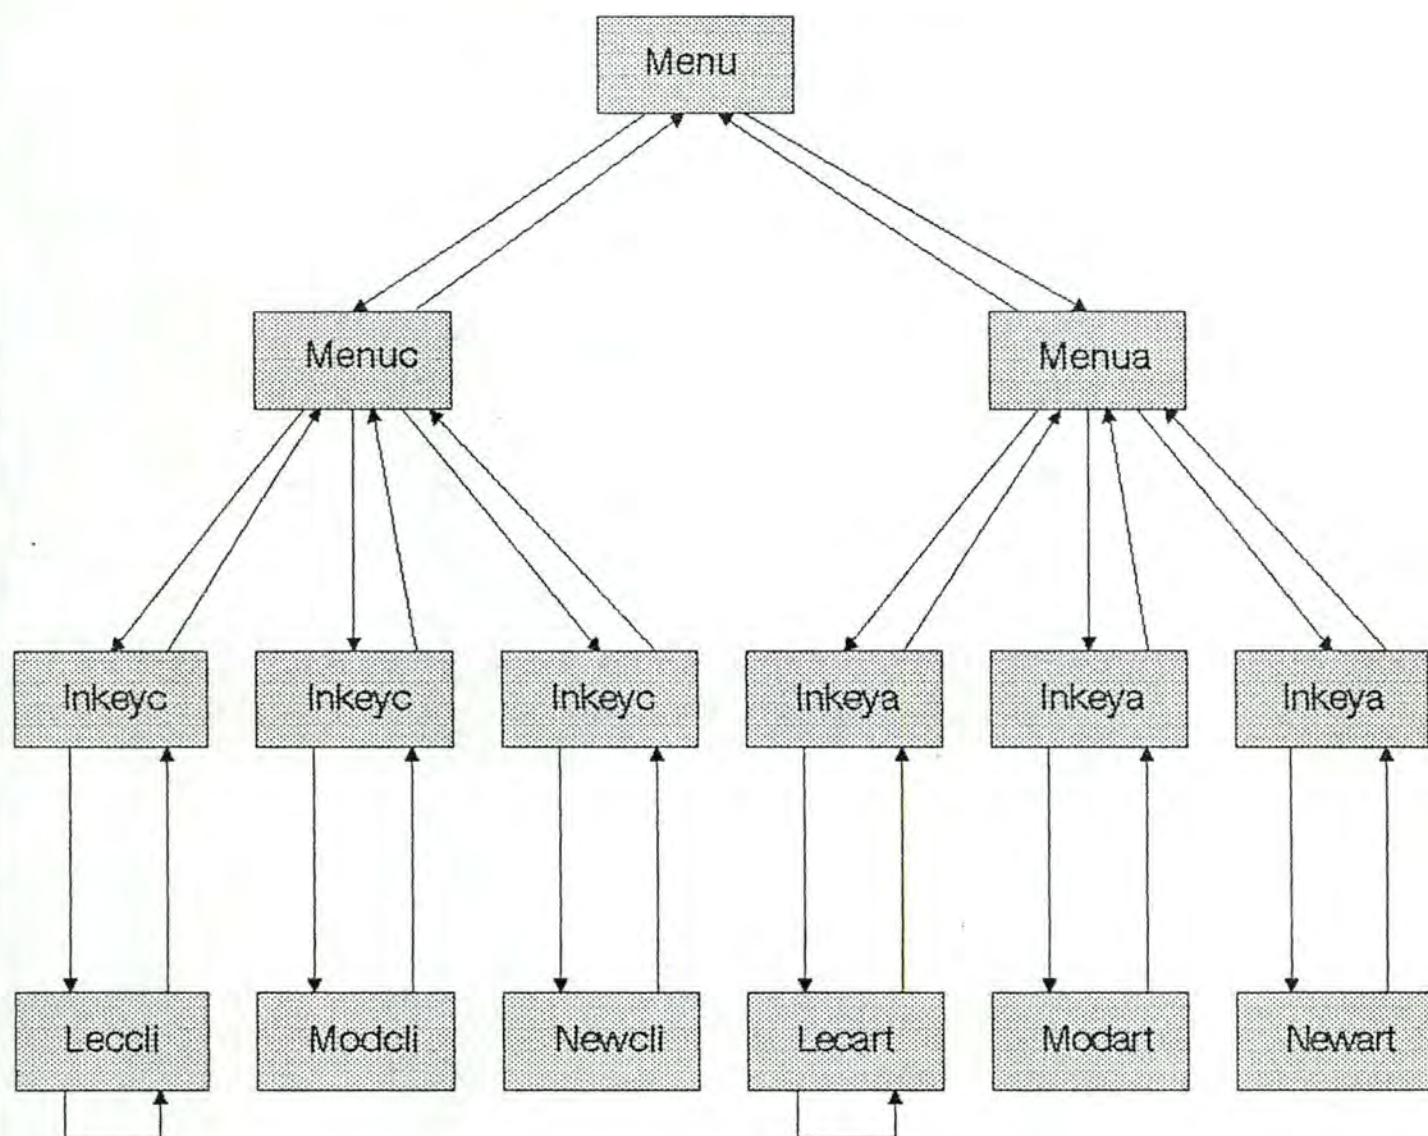 Menu
Menuc
Menua
Inkeyc
Inkeyc
Inkeyc
Inkeya
Inkeya
Inkeya
Leccli
Modcli
Newcli
Lecart
Modart
Newart